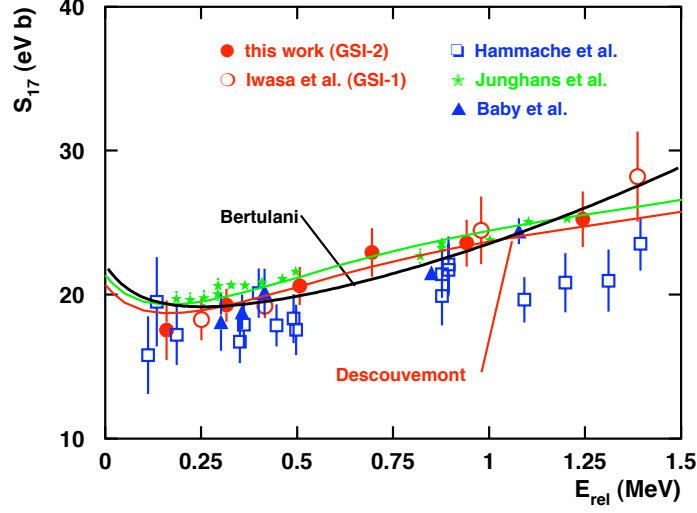 40
30
20
10
S17 (eV b)
this work (GSI-2)
Iwasa et al. (GSI-1)
Hammache et al.
Junghans et al.
Baby et al.
Bertulani
Descouvemont
0 0.25 0.5 0.75 1 1.25 1.5
Erel (MeV)